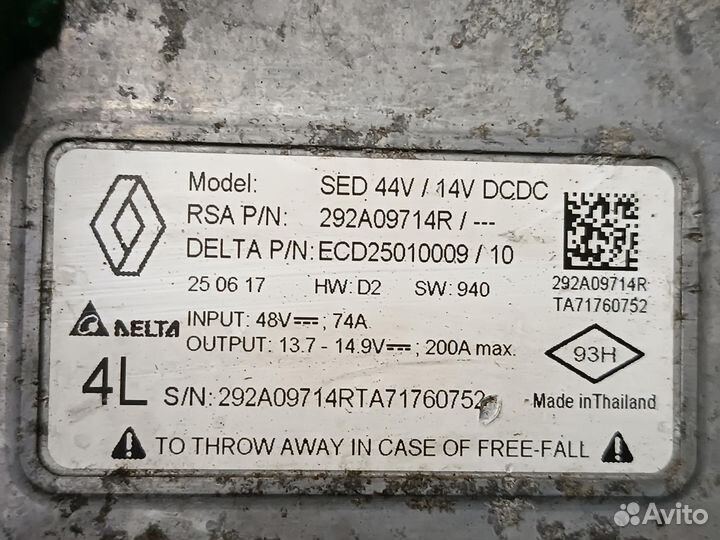 Model: SED 44V / 14V DCDC
RSA P/N: 292A09714R / ---
DELTA P/N: ECD25010009 / 10
25 06 17 HW: D2 SW: 940
292A09714R
TA71760752
DELTA
INPUT: 48V⎓; 74A
OUTPUT: 13.7 - 14.9V⎓; 200A max.
93H
4L S/N: 292A09714RTA71760752
Made in Thailand
TO THROW AWAY IN CASE OF FREE-FALL
Avito